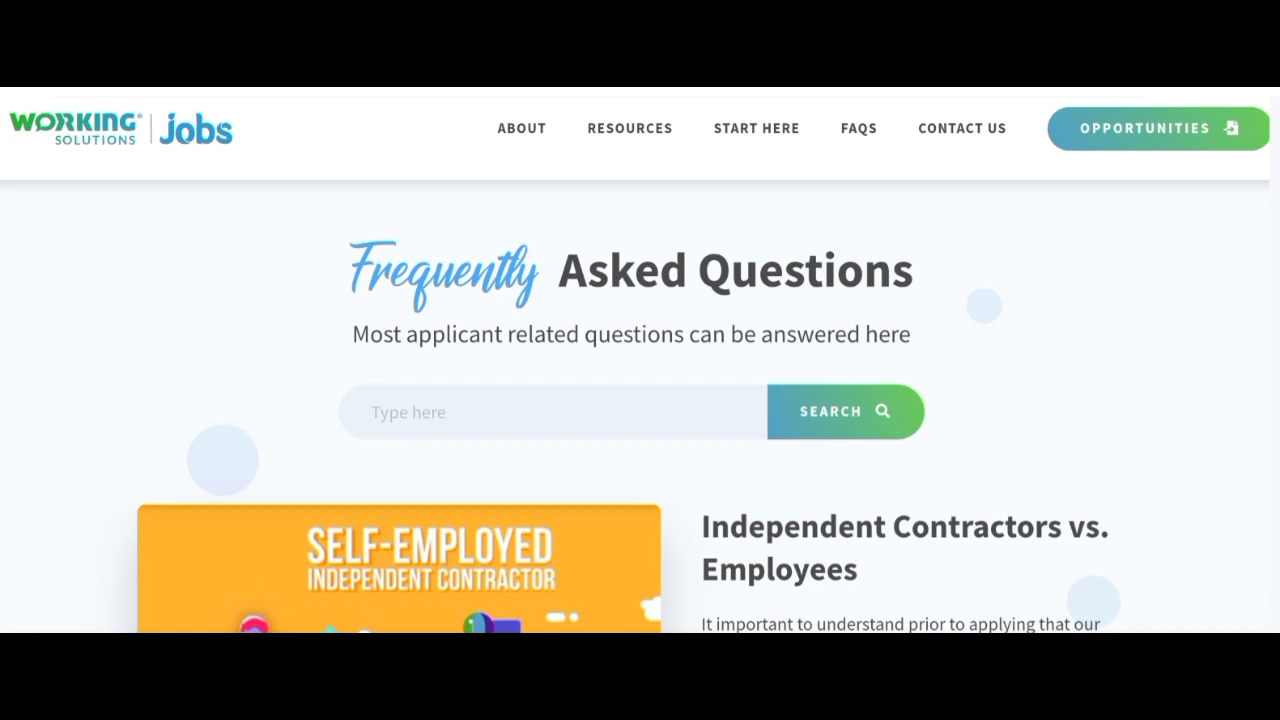 WORKING® SOLUTIONS | Jobs
ABOUT RESOURCES START HERE FAQS CONTACT US OPPORTUNITIES
Frequently Asked Questions
Most applicant related questions can be answered here
Type here SEARCH
SELF-EMPLOYED
INDEPENDENT CONTRACTOR
Independent Contractors vs.
Employees
It important to understand prior to applying that our